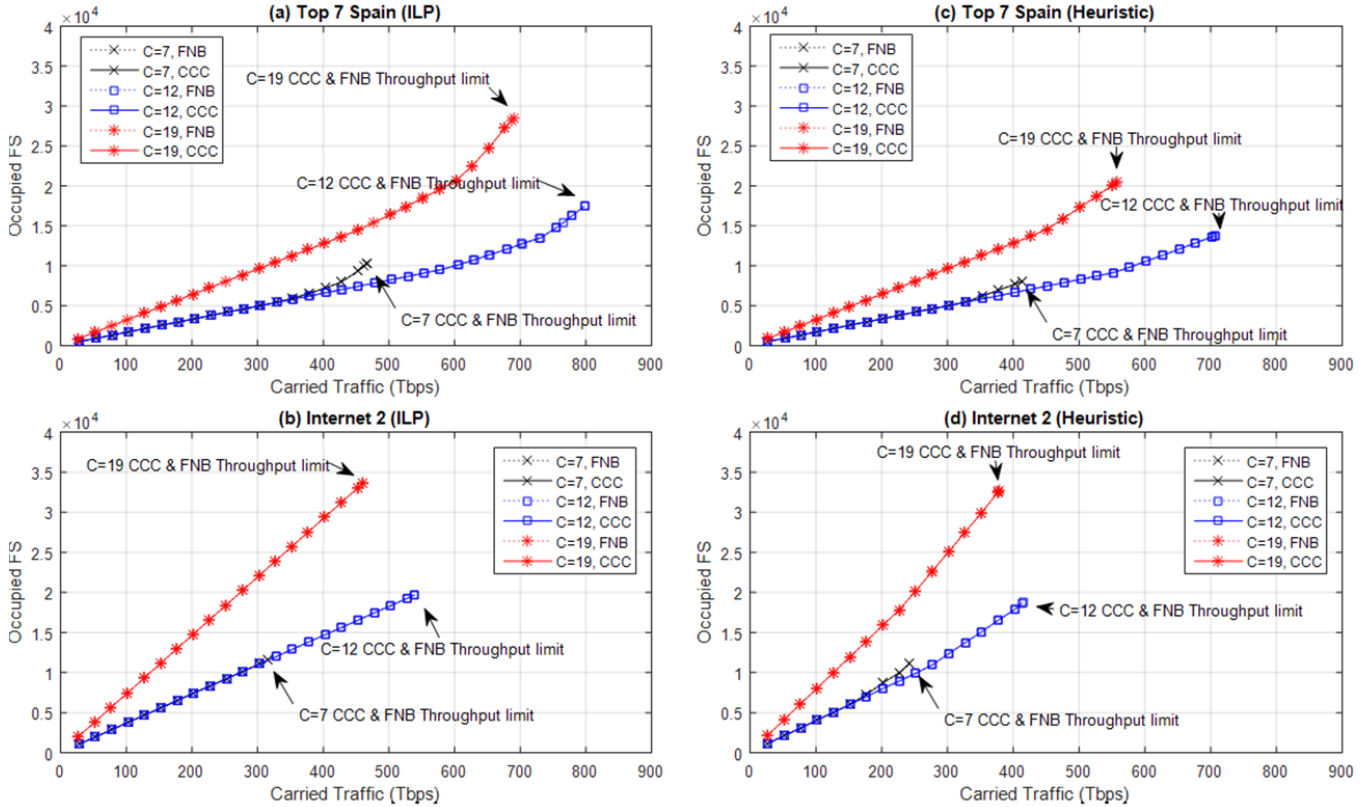 (a) Top 7 Spain (ILP)
×10⁴
4
3.5
3
2.5
2
1.5
1
0.5
0
Occupied FS
C=7, FNB
C=7, CCC
C=12, FNB
C=12, CCC
C=19, FNB
C=19, CCC
C=19 CCC & FNB Throughput limit
C=12 CCC & FNB Throughput limit
C=7 CCC & FNB Throughput limit
0 100 200 300 400 500 600 700 800 900
Carried Traffic (Tbps)
(c) Top 7 Spain (Heuristic)
×10⁴
4
3.5
3
2.5
2
1.5
1
0.5
0
Occupied FS
C=7, FNB
C=7, CCC
C=12, FNB
C=12, CCC
C=19, FNB
C=19, CCC
C=19 CCC & FNB Throughput limit
C=12 CCC & FNB Throughput limit
C=7 CCC & FNB Throughput limit
0 100 200 300 400 500 600 700 800 900
Carried Traffic (Tbps)
(b) Internet 2 (ILP)
×10⁴
4
3.5
3
2.5
2
1.5
1
0.5
0
Occupied FS
C=19 CCC & FNB Throughput limit
C=7, FNB
C=7, CCC
C=12, FNB
C=12, CCC
C=19, FNB
C=19, CCC
C=12 CCC & FNB Throughput limit
C=7 CCC & FNB Throughput limit
0 100 200 300 400 500 600 700 800 900
Carried Traffic (Tbps)
(d) Internet 2 (Heuristic)
×10⁴
4
3.5
3
2.5
2
1.5
1
0.5
0
Occupied FS
C=19 CCC & FNB Throughput limit
C=7, FNB
C=7, CCC
C=12, FNB
C=12, CCC
C=19, FNB
C=19, CCC
C=12 CCC & FNB Throughput limit
C=7 CCC & FNB Throughput limit
0 100 200 300 400 500 600 700 800 900
Carried Traffic (Tbps)